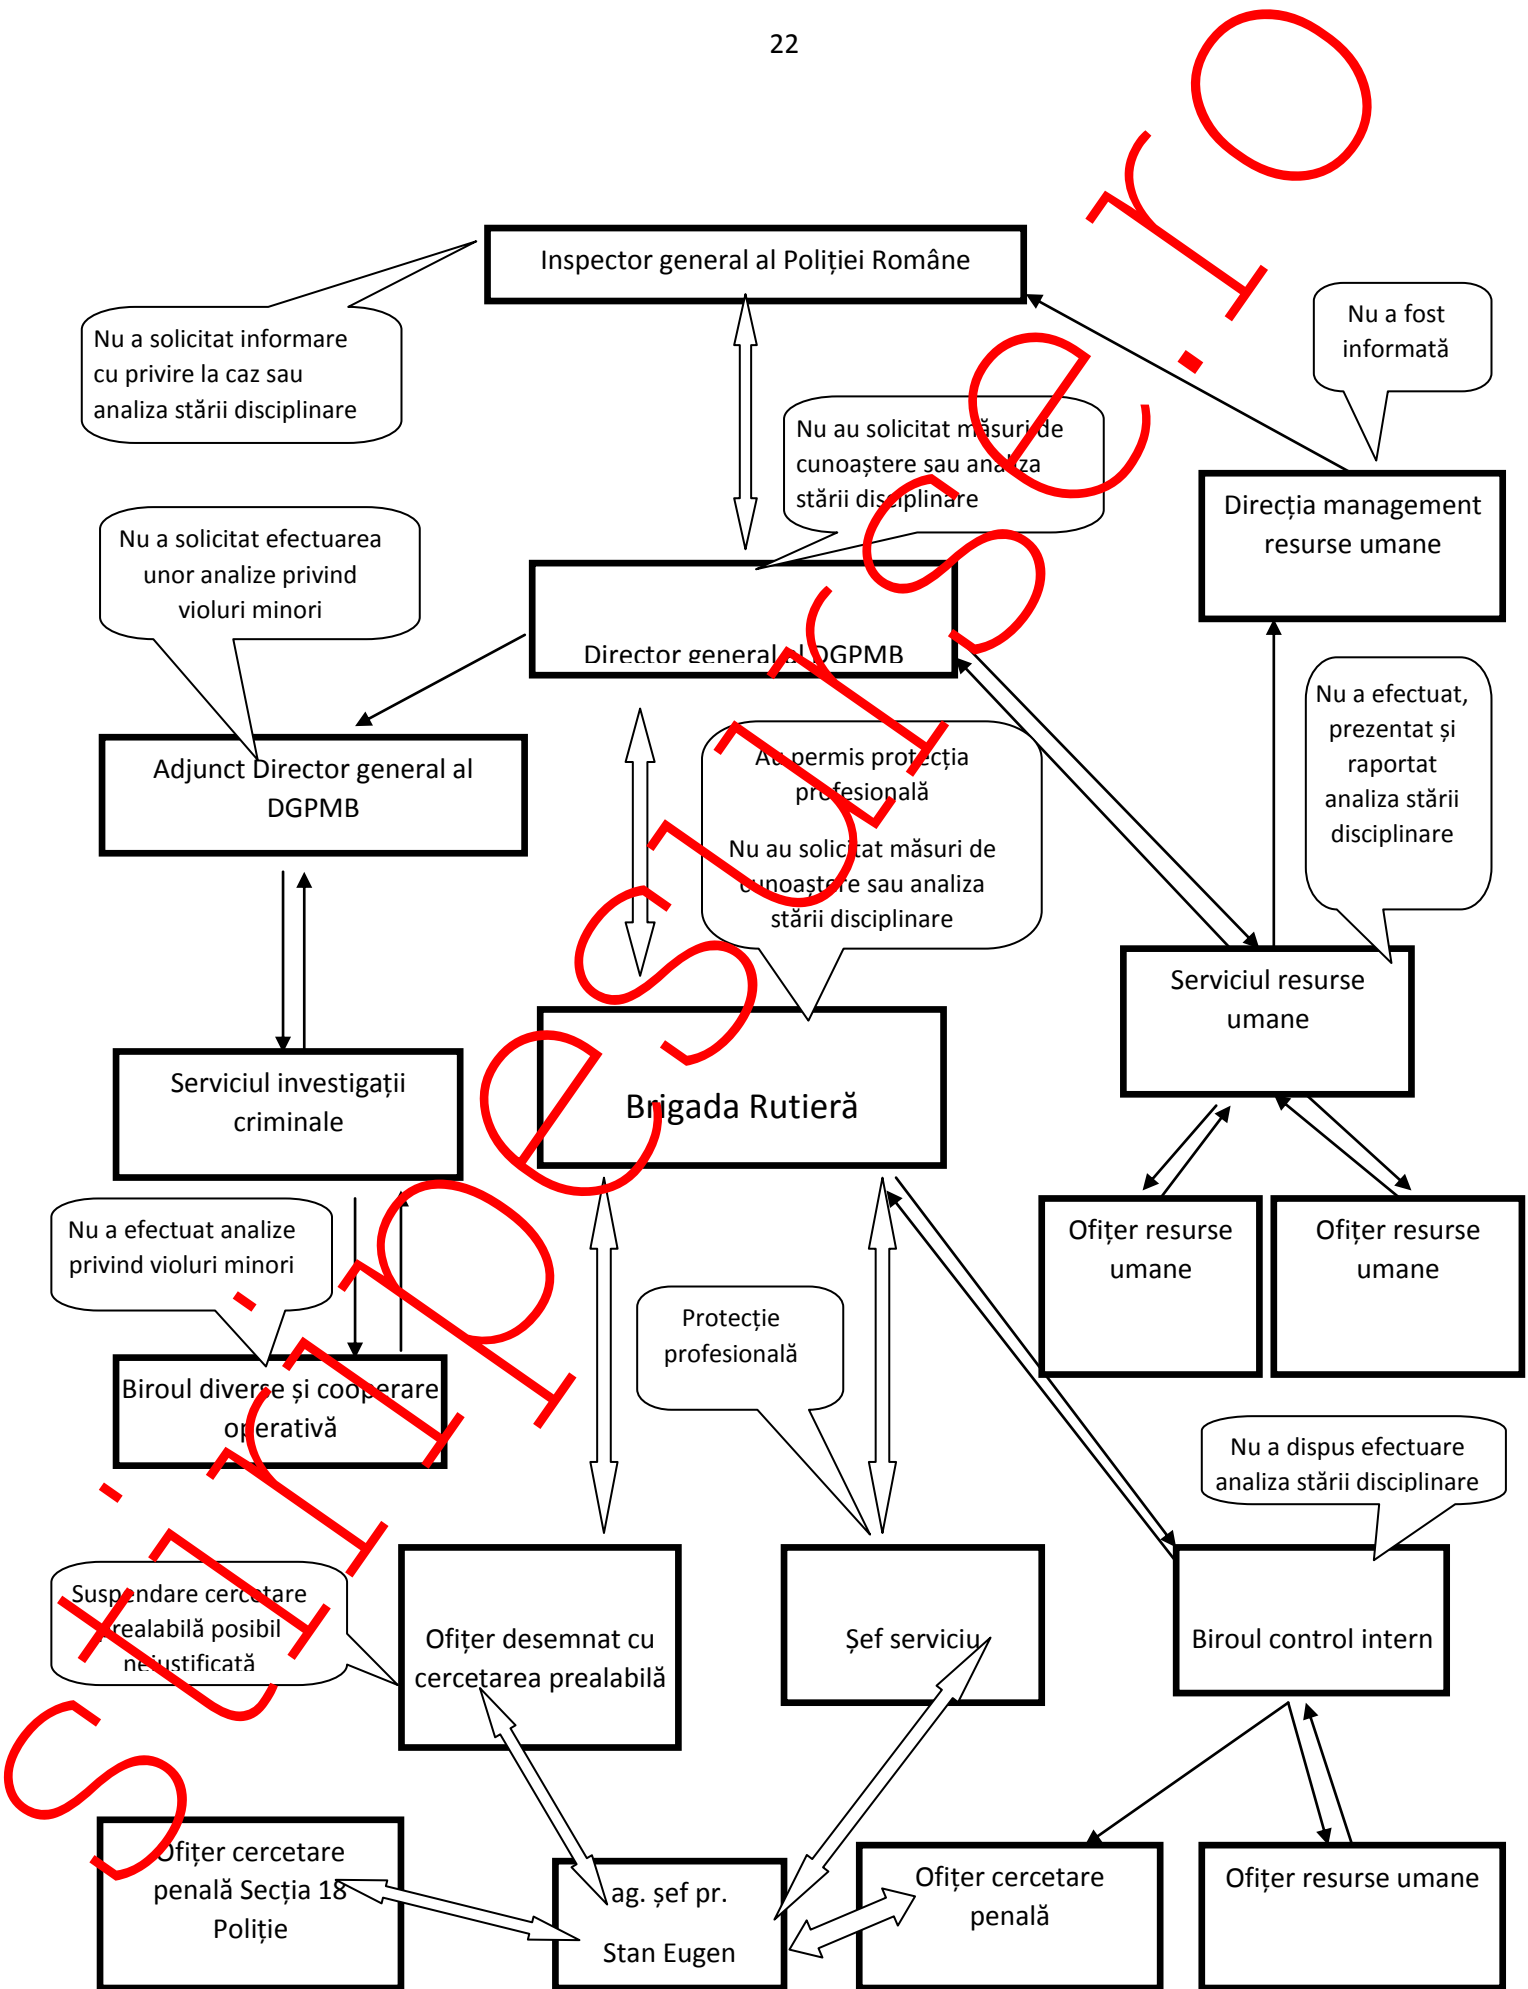 22
Inspector general al Poliției Române
Nu a solicitat informare
cu privire la caz sau
analiza stării disciplinare
Nu a fost
informată
Nu au solicitat măsuri de
cunoaștere sau analiza
stării disciplinare
Direcția management
resurse umane
Nu a solicitat efectuarea
unor analize privind
violuri minori
Director general al DGPMB
Nu a efectuat,
prezentat și
raportat
analiza stării
disciplinare
Adjunct Director general al
DGPMB
Au permis protecția
profesională
Nu au solicitat măsuri de
cunoaștere sau analiza
stării disciplinare
Serviciul resurse
umane
Serviciul investigații
criminale
Brigada Rutieră
Nu a efectuat analize
privind violuri minori
Ofițer resurse
umane
Ofițer resurse
umane
Protecție
profesională
Biroul diverse și cooperare
operativă
Nu a dispus efectuare
analiza stării disciplinare
Suspendare cercetare
prealabilă posibil
nejustificată
Ofițer desemnat cu
cercetarea prealabilă
Șef serviciu
Biroul control intern
Ofițer cercetare
penală Secția 18
Poliție
ag. șef pr.
Stan Eugen
Ofițer cercetare
penală
Ofițer resurse umane
stiripesurse.ro